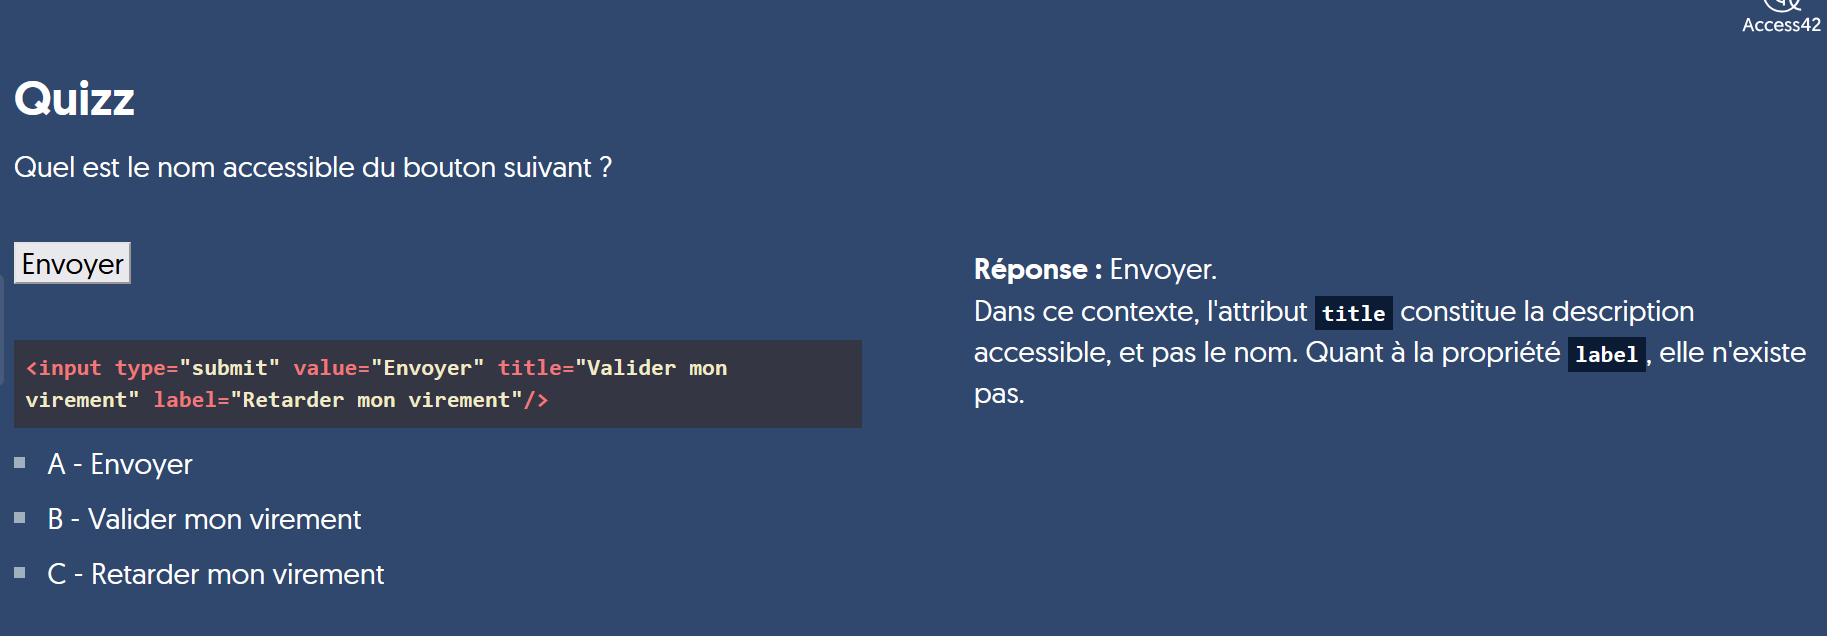 Access42
Quizz
Quel est le nom accessible du bouton suivant ?
Envoyer
<input type="submit" value="Envoyer" title="Valider mon
virement" label="Retarder mon virement"/>
A - Envoyer
B - Valider mon virement
C - Retarder mon virement
Réponse : Envoyer.
Dans ce contexte, l'attribut title constitue la description
accessible, et pas le nom. Quant à la propriété label, elle n'existe
pas.